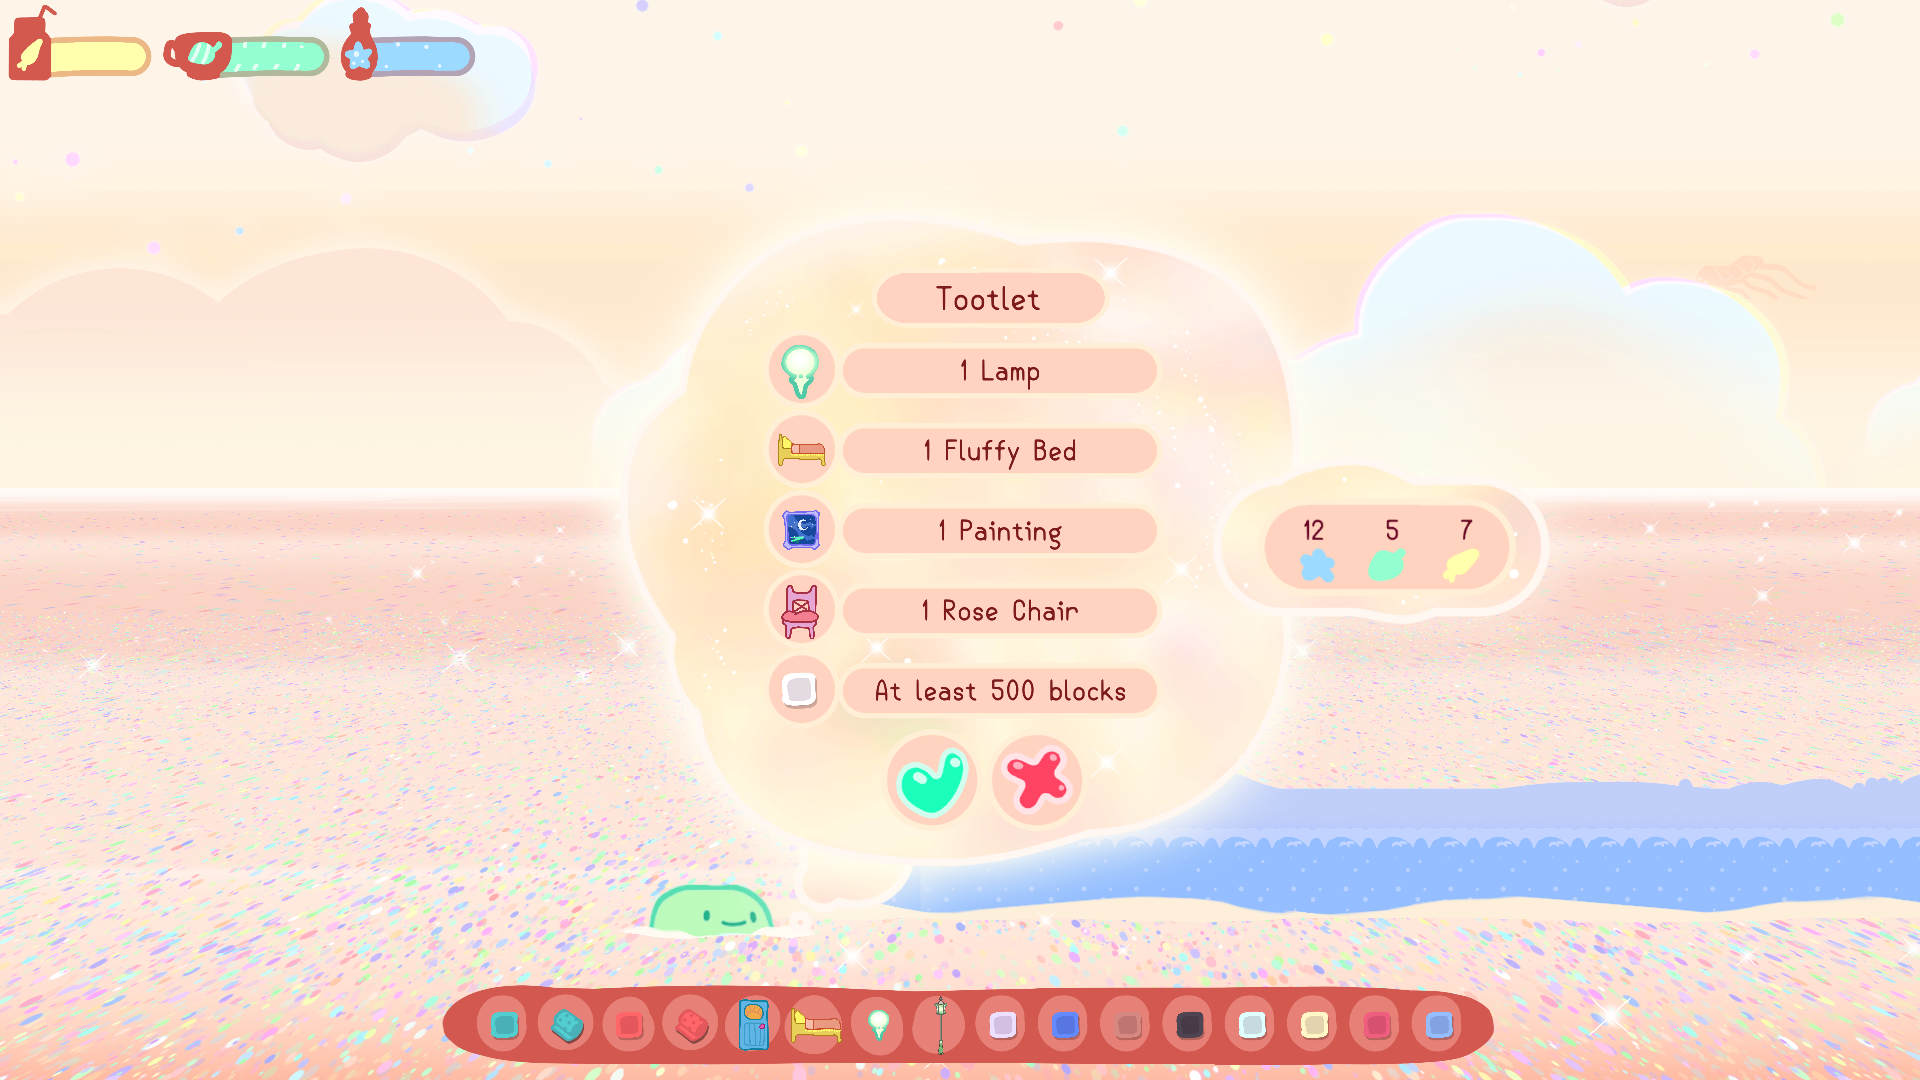 Tootlet
1 Lamp
1 Fluffy Bed
1 Painting
1 Rose Chair
At least 500 blocks
12 5 7